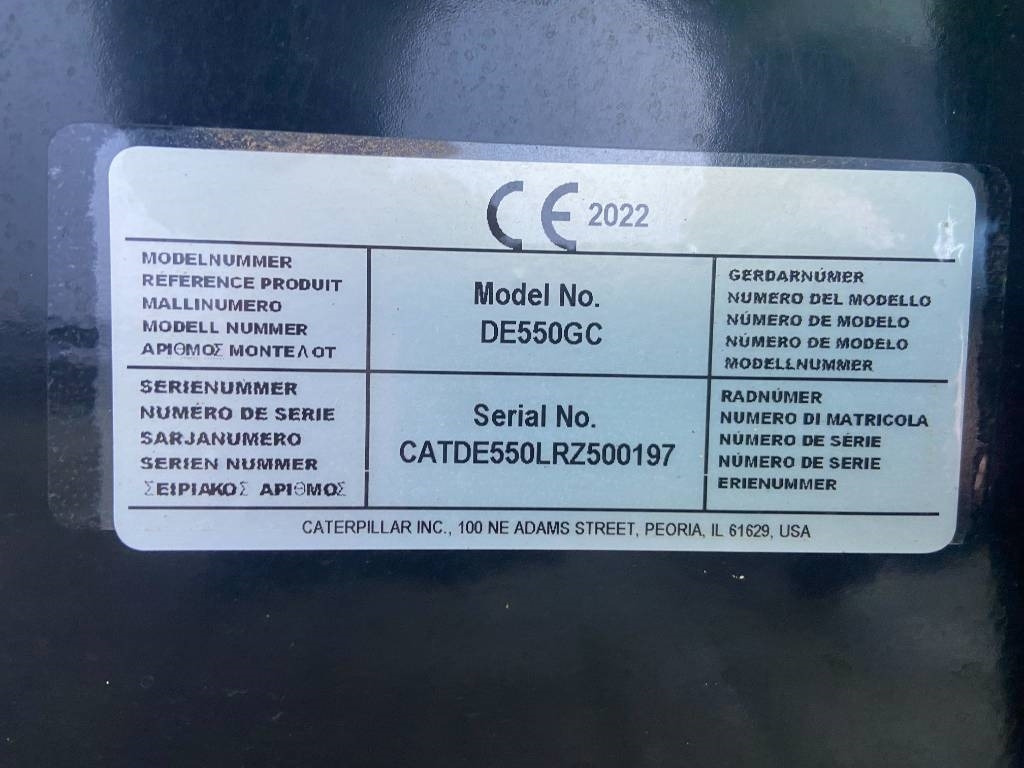 CE 2022
MODELNUMMER
RÉFÉRENCE PRODUIT
MALLINUMERO
MODELL NUMMER
ΑΡΙΘΜΟΣ ΜΟΝΤΕΛΟΤ
Model No.
DE550GC
GERDARNÚMER
NUMERO DEL MODELLO
NÚMERO DE MODELO
NÚMERO DE MODELO
MODELLNUMMER
SERIENUMMER
NUMÉRO DE SERIE
SARJANUMERO
SERIEN NUMMER
ΣΕΙΡΙΑΚΟΣ ΑΡΙΘΜΟΣ
Serial No.
CATDE550LRZ500197
RADNÚMER
NUMERO DI MATRICOLA
NÚMERO DE SÉRIE
NÚMERO DE SERIE
ERIENUMMER
CATERPILLAR INC., 100 NE ADAMS STREET, PEORIA, IL 61629, USA